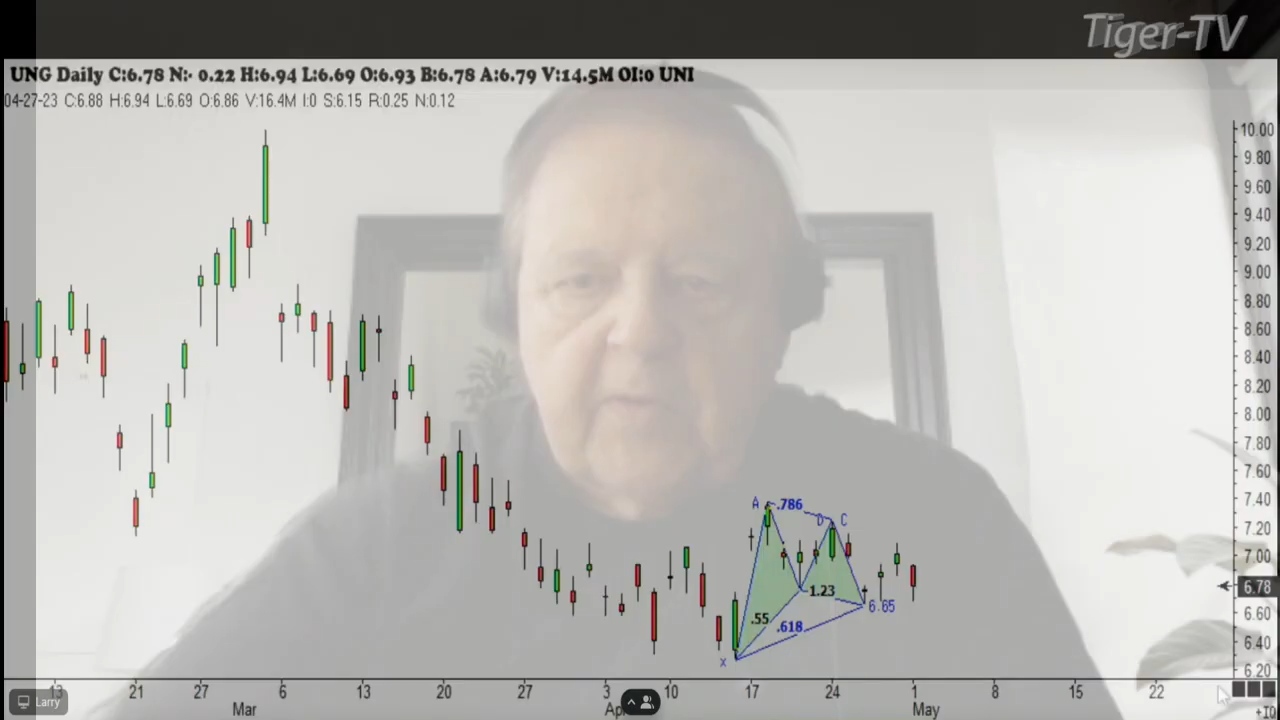 Tiger-TV
UNG Daily C:6.78 N:- 0.22 H:6.94 L:6.69 O:6.93 B:6.78 A:6.79 V:14.5M OI:0 UNI
04-27-23 C:6.88 H:6.94 L:6.69 O:6.86 V:16.4M I:0 S:6.15 R:0.25 N:0.12
10.00
9.80
9.60
9.40
9.20
9.00
8.80
8.60
8.40
8.20
8.00
7.80
7.60
7.40
A .786
7.20
D C
7.00
6.78
1.23
6.65
6.60
.55
.618
6.40
X
6.20
13 21 27 6 13 20 27 3 10 17 24 1 8 15 22
Larry
Mar May
+10